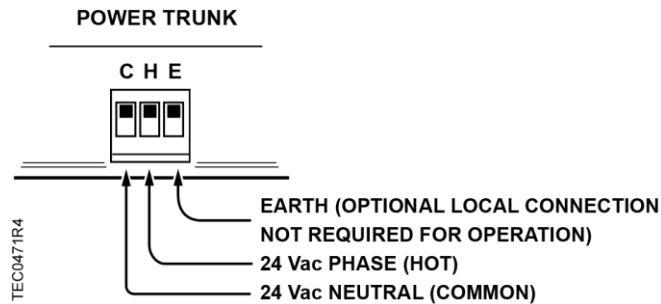 POWER TRUNK
C H E
EARTH (OPTIONAL LOCAL CONNECTION
NOT REQUIRED FOR OPERATION)
24 Vac PHASE (HOT)
24 Vac NEUTRAL (COMMON)
TEC0471R4